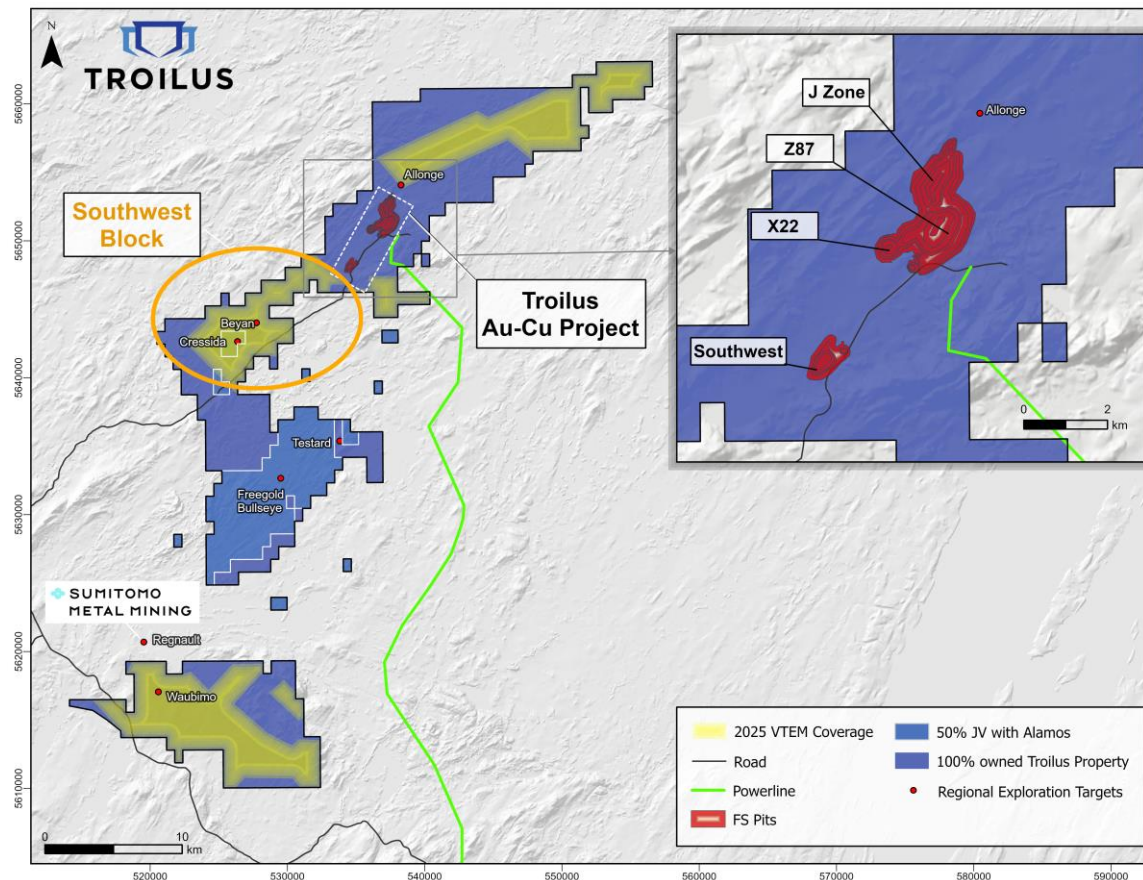 N
TROILUS
Southwest
Block
Allonge
Beyan
Cressida
Troilus
Au-Cu Project
Testard
Freegold
Bullseye
SUMITOMO
METAL MINING
Regnault
Waubimo
0 10
km
5660000
5650000
5640000
5630000
5620000
5610000
520000 530000 540000 550000 560000 570000 580000 590000
J Zone
Allonge
Z87
X22
Southwest
0 2
km
2025 VTEM Coverage
Road
Powerline
FS Pits
50% JV with Alamos
100% owned Troilus Property
Regional Exploration Targets